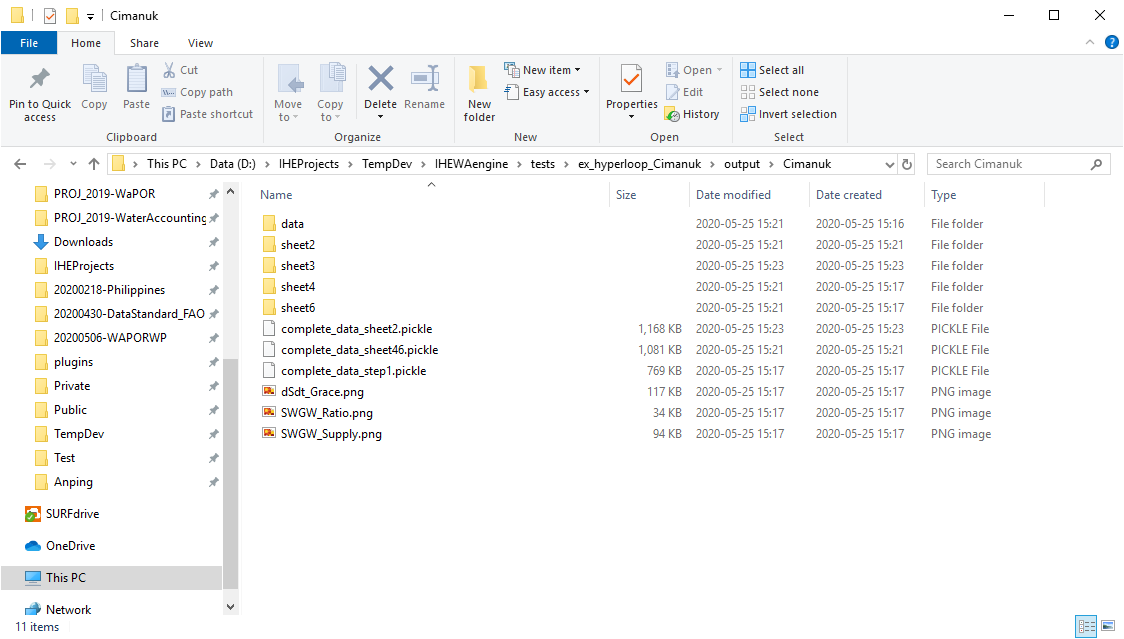 Cimanuk
File Home Share View
Pin to Quick access
Copy
Paste
Cut
Copy path
Paste shortcut
Clipboard
Move to
Copy to
Delete
Rename
Organize
New folder
New item
Easy access
New
Properties
Open
Edit
History
Open
Select all
Select none
Invert selection
Select
This PC > Data (D:) > IHEProjects > TempDev > IHEWAengine > tests > ex_hyperloop_Cimanuk > output > Cimanuk
Search Cimanuk
PROJ_2019-WaPOR
PROJ_2019-WaterAccounting
Downloads
IHEProjects
20200218-Philippines
20200430-DataStandard_FAO
20200506-WAPORWP
plugins
Private
Public
TempDev
Test
Anping
SURFdrive
OneDrive
This PC
Network
Name Size Date modified Date created Type
data 2020-05-25 15:21 2020-05-25 15:16 File folder
sheet2 2020-05-25 15:21 2020-05-25 15:21 File folder
sheet3 2020-05-25 15:23 2020-05-25 15:23 File folder
sheet4 2020-05-25 15:21 2020-05-25 15:17 File folder
sheet6 2020-05-25 15:21 2020-05-25 15:17 File folder
complete_data_sheet2.pickle 1,168 KB 2020-05-25 15:23 2020-05-25 15:23 PICKLE File
complete_data_sheet46.pickle 1,081 KB 2020-05-25 15:21 2020-05-25 15:21 PICKLE File
complete_data_step1.pickle 769 KB 2020-05-25 15:17 2020-05-25 15:17 PICKLE File
dSdt_Grace.png 117 KB 2020-05-25 15:17 2020-05-25 15:17 PNG image
SWGW_Ratio.png 34 KB 2020-05-25 15:17 2020-05-25 15:17 PNG image
SWGW_Supply.png 94 KB 2020-05-25 15:17 2020-05-25 15:17 PNG image
11 items